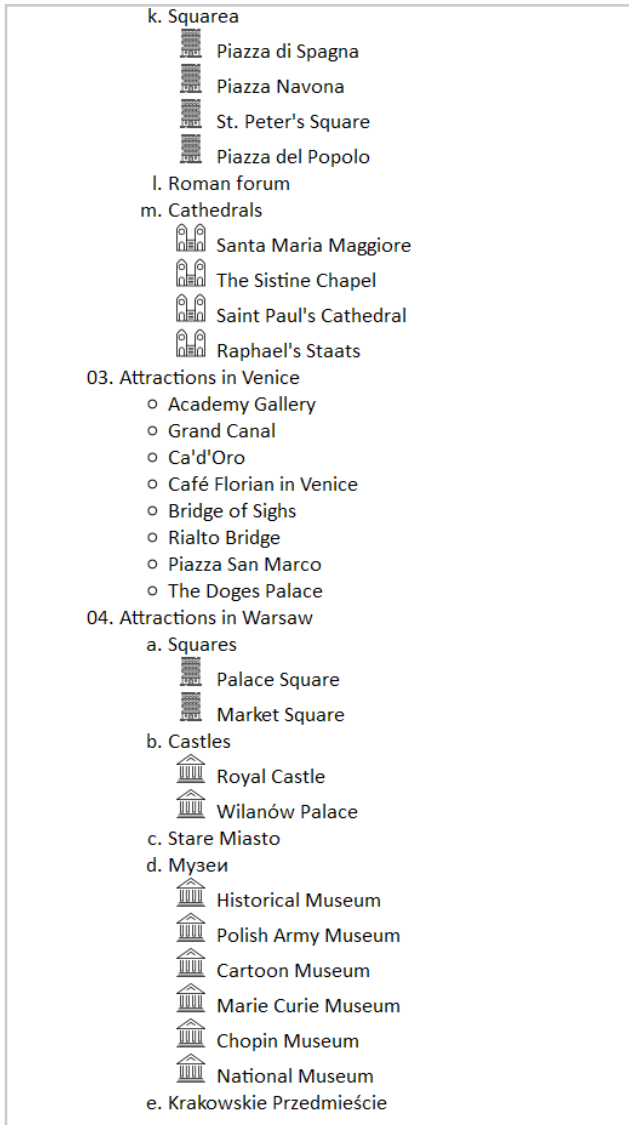 k. Squarea
Piazza di Spagna
Piazza Navona
St. Peter's Square
Piazza del Popolo
l. Roman forum
m. Cathedrals
Santa Maria Maggiore
The Sistine Chapel
Saint Paul's Cathedral
Raphael's Staats
03. Attractions in Venice
○ Academy Gallery
○ Grand Canal
○ Ca'd'Oro
○ Café Florian in Venice
○ Bridge of Sighs
○ Rialto Bridge
○ Piazza San Marco
○ The Doges Palace
04. Attractions in Warsaw
a. Squares
Palace Square
Market Square
b. Castles
Royal Castle
Wilanów Palace
c. Stare Miasto
d. Музеи
Historical Museum
Polish Army Museum
Cartoon Museum
Marie Curie Museum
Chopin Museum
National Museum
e. Krakowskie Przedmieście